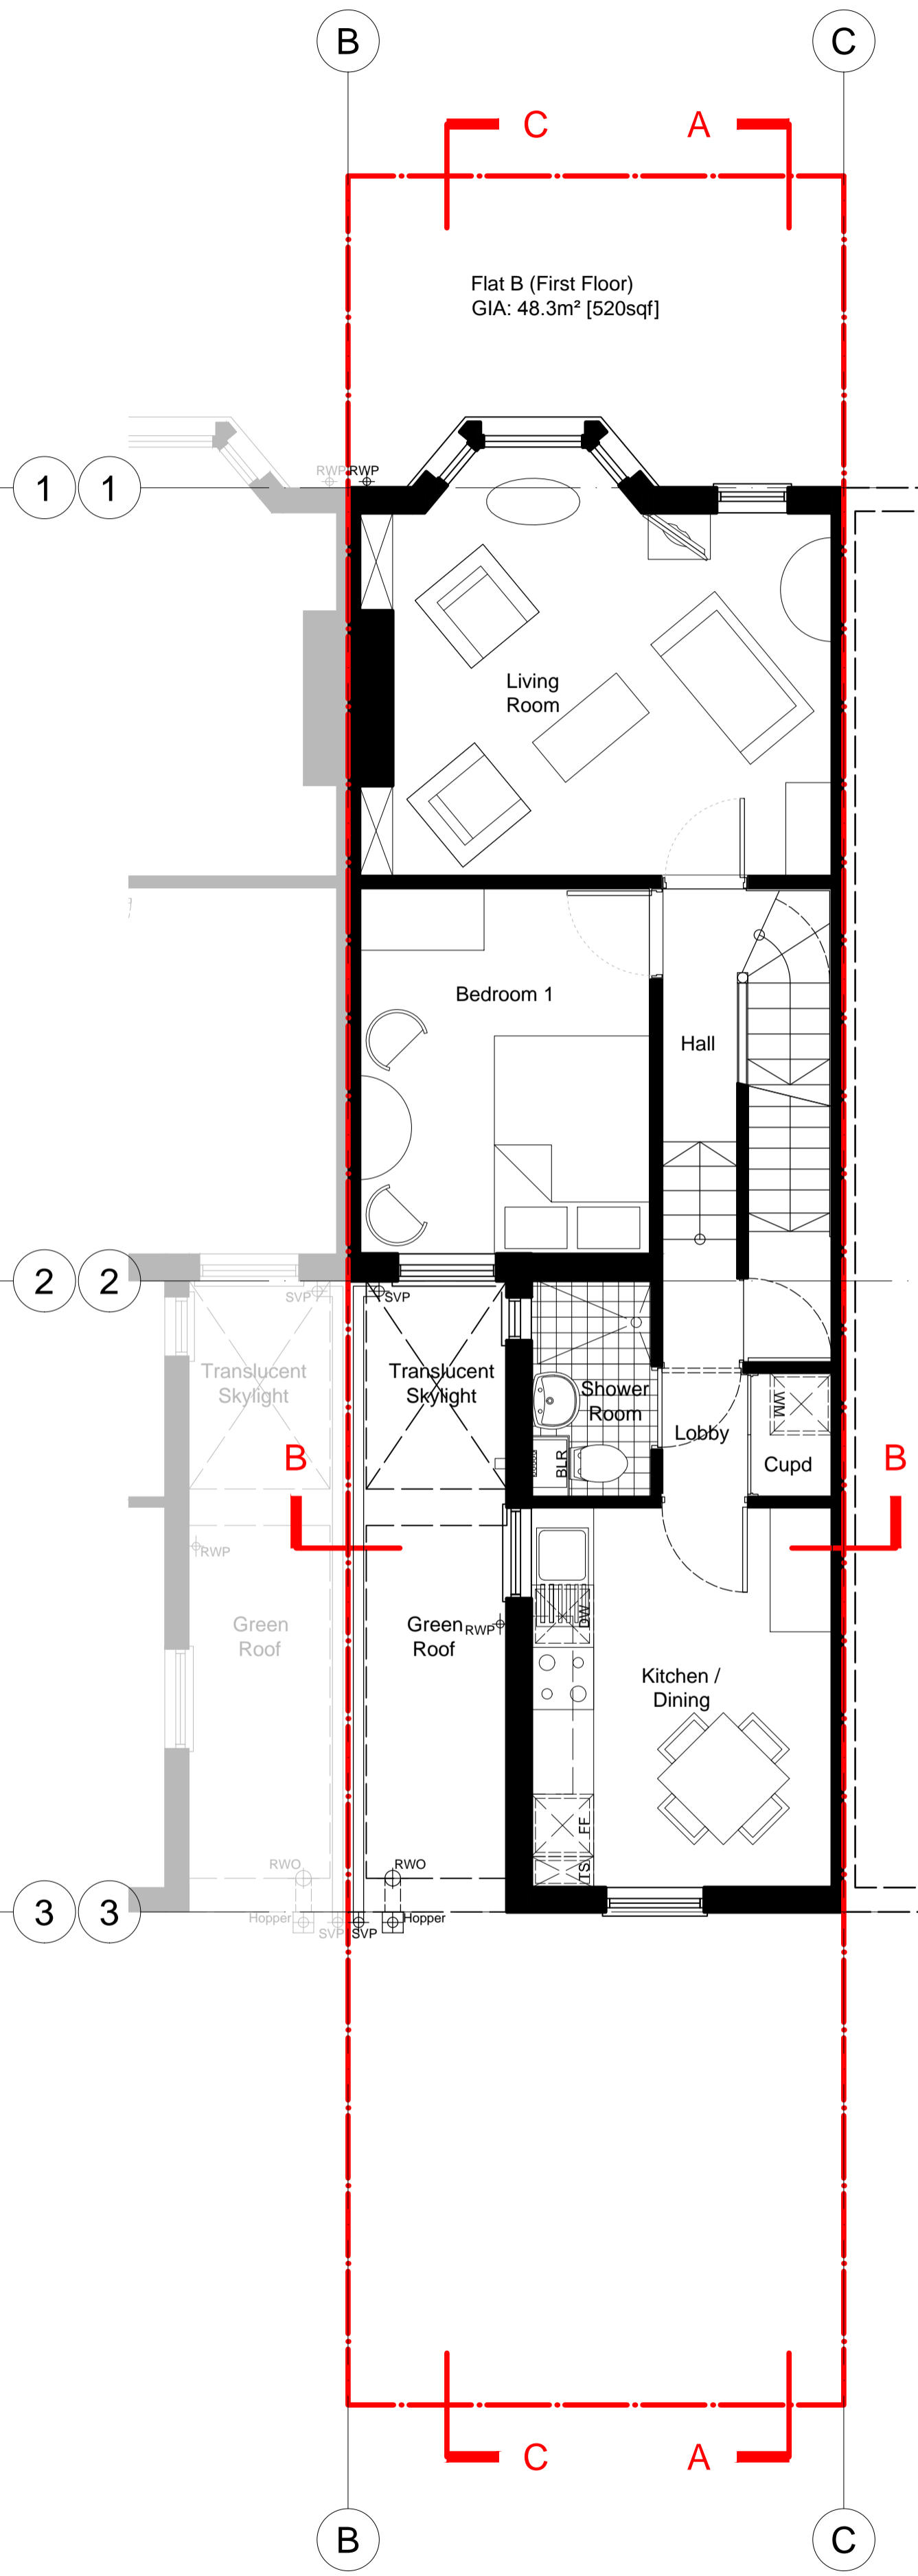 B
C
C
A
Flat B (First Floor)
GIA: 48.3m² [520sqf]
RWP
RWP
1
1
Living
Room
Bedroom 1
Hall
2
2
SVP
SVP
Translucent
Skylight
Translucent
Skylight
Shower
Room
WM
Lobby
B
B
BLR
Cupd
RWP
DW
Green
Roof
Green
Roof
RWP
Kitchen /
Dining
FF
TS
RWO
RWO
3
3
Hopper
Hopper
SVP
SVP
C
A
B
C